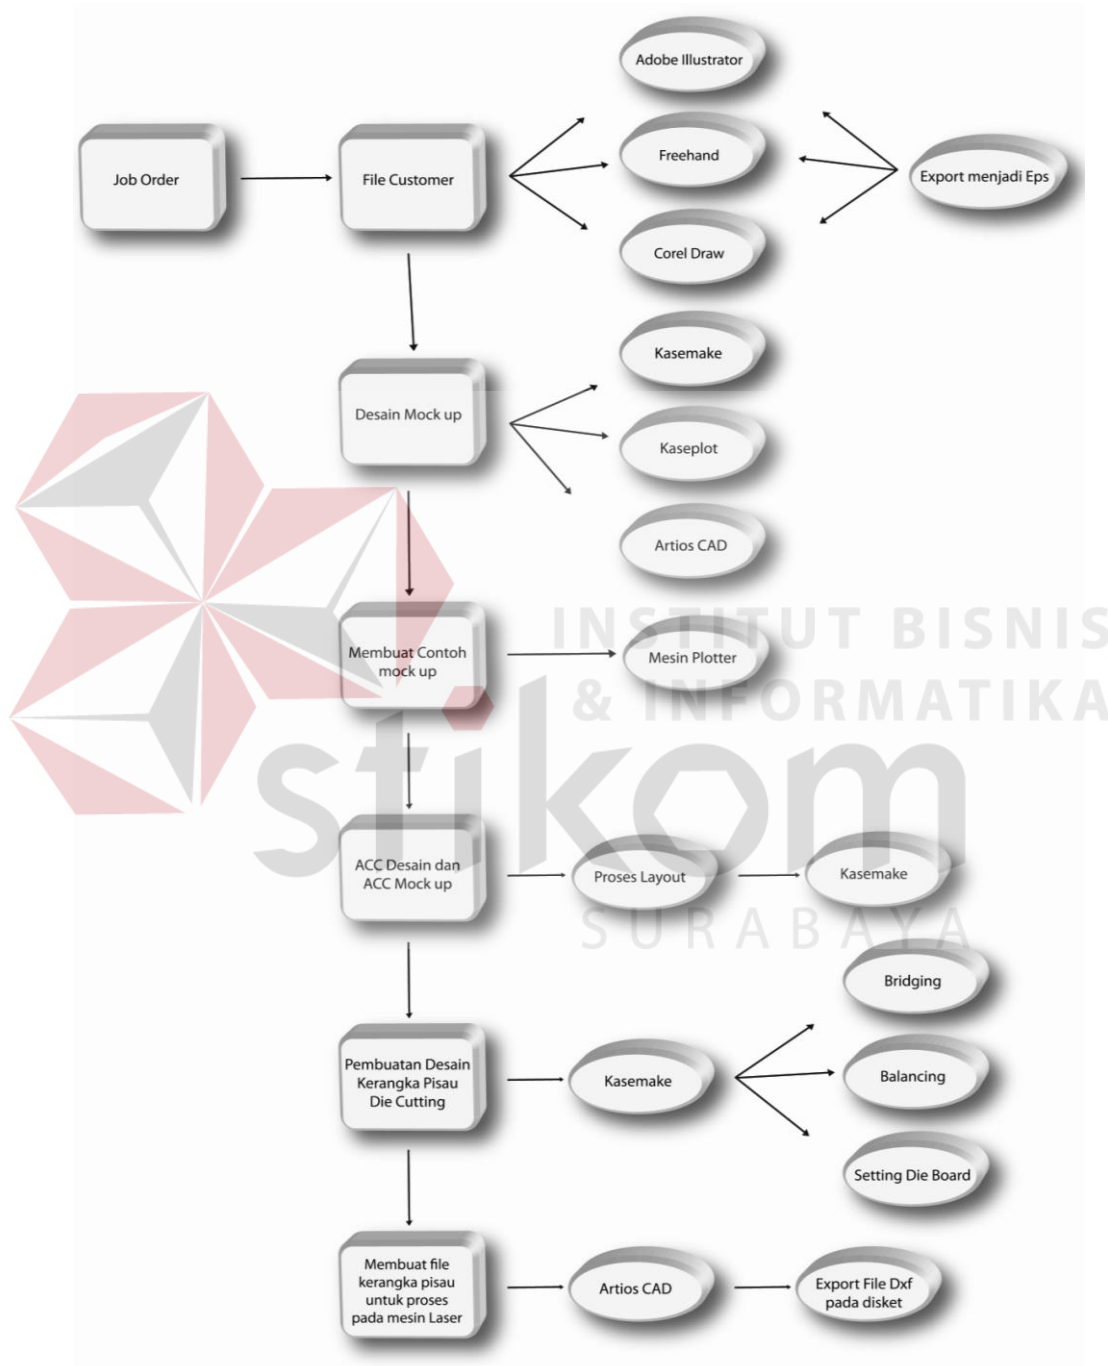 Adobe Illustrator
Job Order
File Customer
Freehand
Export menjadi Eps
Corel Draw
Kasemake
Desain Mock up
Kaseplot
Artios CAD
INSTITUT BISNIS
& INFORMATIKA
Membuat Contoh
mock up
Mesin Plotter
stikom
SURABAYA
ACC Desain dan
ACC Mock up
Proses Layout
Kasemake
Bridging
Pembuatan Desain
Kerangka Pisau
Die Cutting
Kasemake
Balancing
Setting Die Board
Membuat file
kerangka pisau
untuk proses
pada mesin Laser
Artios CAD
Export File Dxf
pada disket